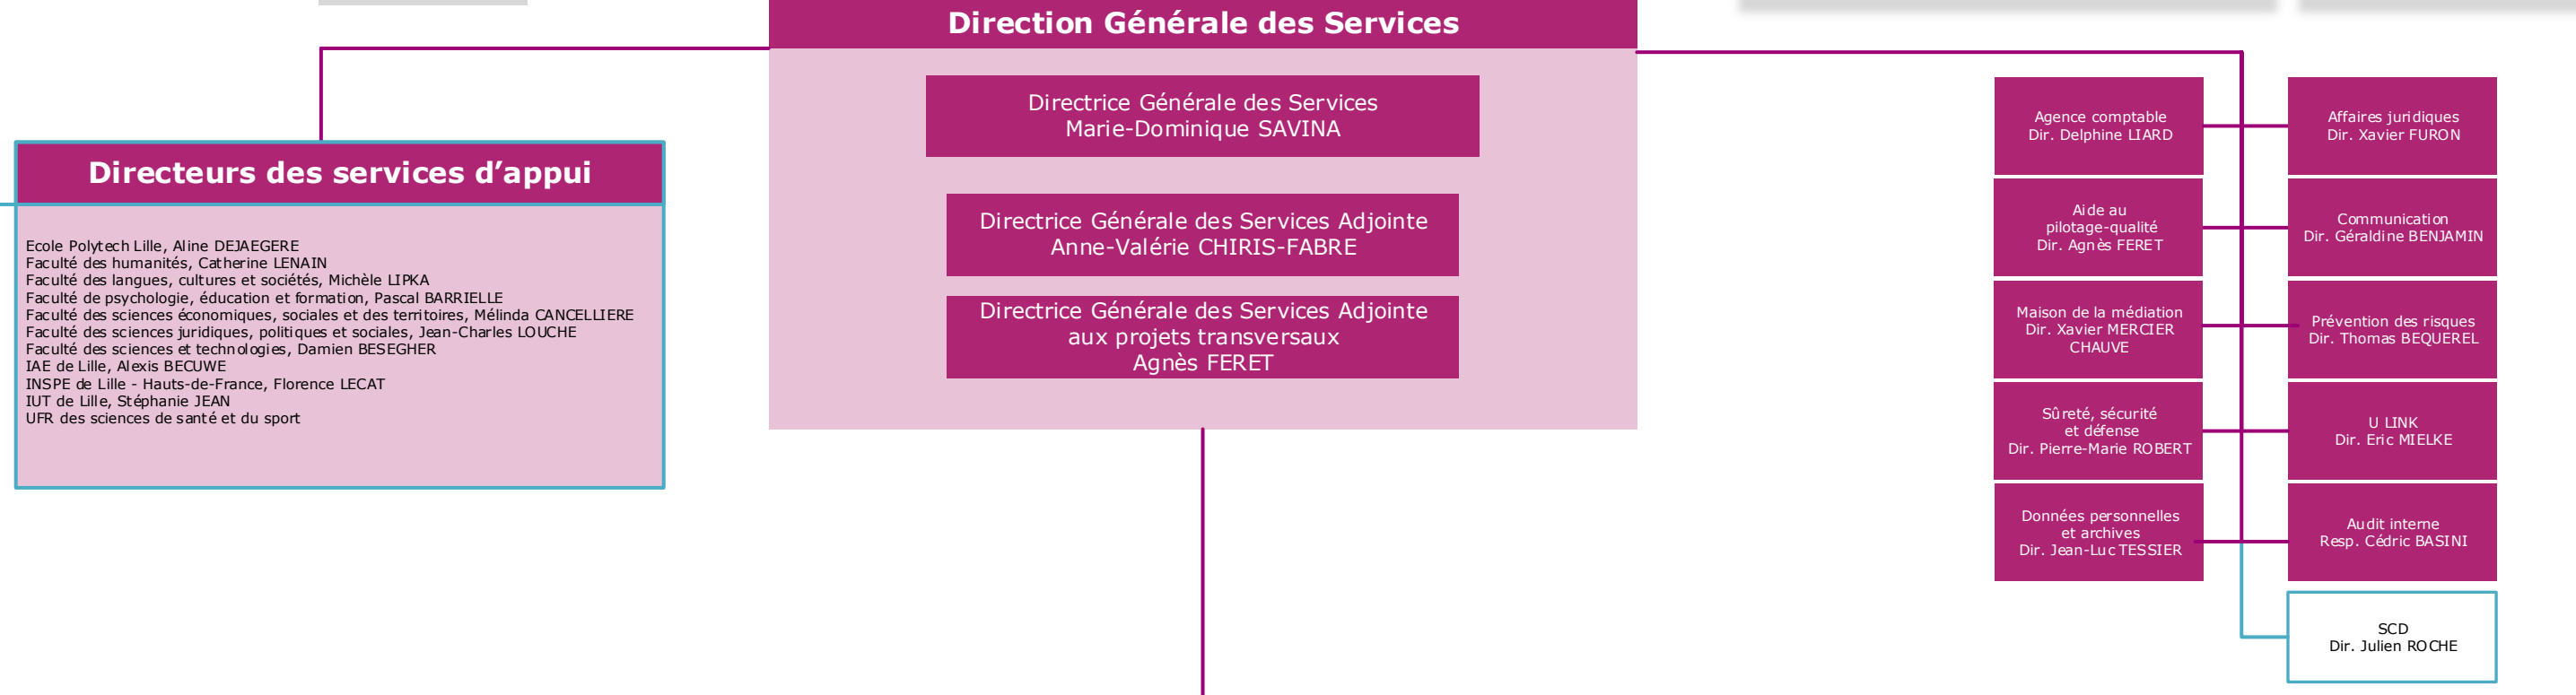 Direction Générale des Services
Directrice Générale des Services
Marie-Dominique SAVINA
Directrice Générale des Services Adjointe
Anne-Valérie CHIRIS-FABRE
Directrice Générale des Services Adjointe
aux projets transversaux
Agnès FERET
Directeurs des services d’appui
Ecole Polytech Lille, Aline DEJAEGERE
Faculté des humanités, Catherine LENAIN
Faculté des langues, cultures et sociétés, Michèle LIPKA
Faculté de psychologie, éducation et formation, Pascal BARRIELLE
Faculté des sciences économiques, sociales et des territoires, Mélinda CANCELLIERE
Faculté des sciences juridiques, politiques et sociales, Jean-Charles LOUCHE
Faculté des sciences et technologies, Damien BESEGHER
IAE de Lille, Alexis BECUWE
INSPE de Lille - Hauts-de-France, Florence LECAT
IUT de Lille, Stéphanie JEAN
UFR des sciences de santé et du sport
Agence comptable
Dir. Delphine LIARD
Affaires juridiques
Dir. Xavier FURON
Aide au
pilotage-qualité
Dir. Agnès FERET
Communication
Dir. Géraldine BENJAMIN
Maison de la médiation
Dir. Xavier MERCIER
CHAUVE
Prévention des risques
Dir. Thomas BEQUEREL
Sûreté, sécurité
et défense
Dir. Pierre-Marie ROBERT
U LINK
Dir. Eric MIELKE
Données personnelles
et archives
Dir. Jean-Luc TESSIER
Audit interne
Resp. Cédric BASINI
SCD
Dir. Julien ROCHE